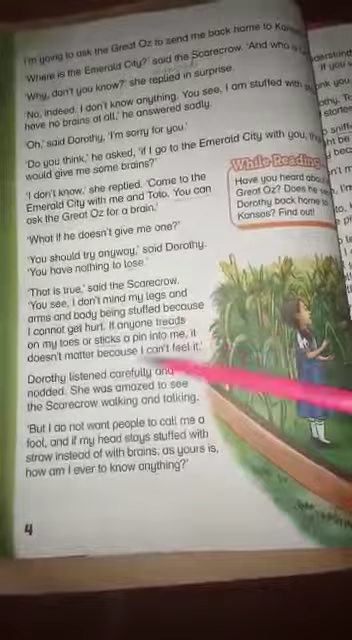 I'm going to ask the Great Oz to send me back home to Kansas
'Where is the Emerald City?' said the Scarecrow. 'And who is
'Why, don't you know?' she replied in surprise.
'No, indeed. I don't know anything. You see, I am stuffed
have no brains at all,' he answered sadly.
'Oh,' said Dorothy, 'I'm sorry for you.'
'Do you think,' he asked, 'if I go to the Emerald City with you,
would give me some brains?'
'I don't know,' she replied. 'Come to the
Emerald City with me and Toto. You can
ask the Great Oz for a brain.'
'What if he doesn't give me one?'
'You should try anyway,' said Dorothy.
'You have nothing to lose.'
'That is true,' said the Scarecrow.
'You see, I don't mind my legs and
arms and body being stuffed because
I cannot get hurt. If anyone treads
on my toes or sticks a pin into me, it
doesn't matter because I can't feel it.'
Dorothy listened carefully and
nodded. She was amazed to see
the Scarecrow walking and talking.
'But I do not want people to call me a
fool, and if my head stays stuffed with
straw instead of with brains, as yours is,
how am I ever to know anything?'
4
While Reading
Have you heard about
Great Oz? Does he
Dorothy back home
Kansas? Find out!